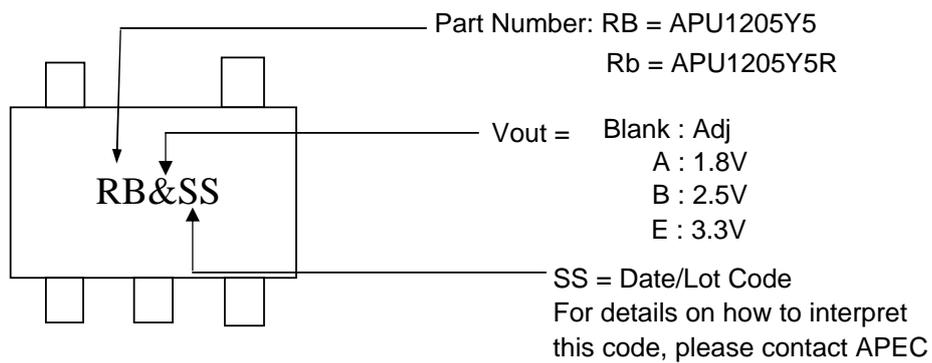 Part Number: RB = APU1205Y5
Rb = APU1205Y5R
Vout = Blank : Adj
A : 1.8V
B : 2.5V
E : 3.3V
RB&SS
SS = Date/Lot Code
For details on how to interpret
this code, please contact APEC